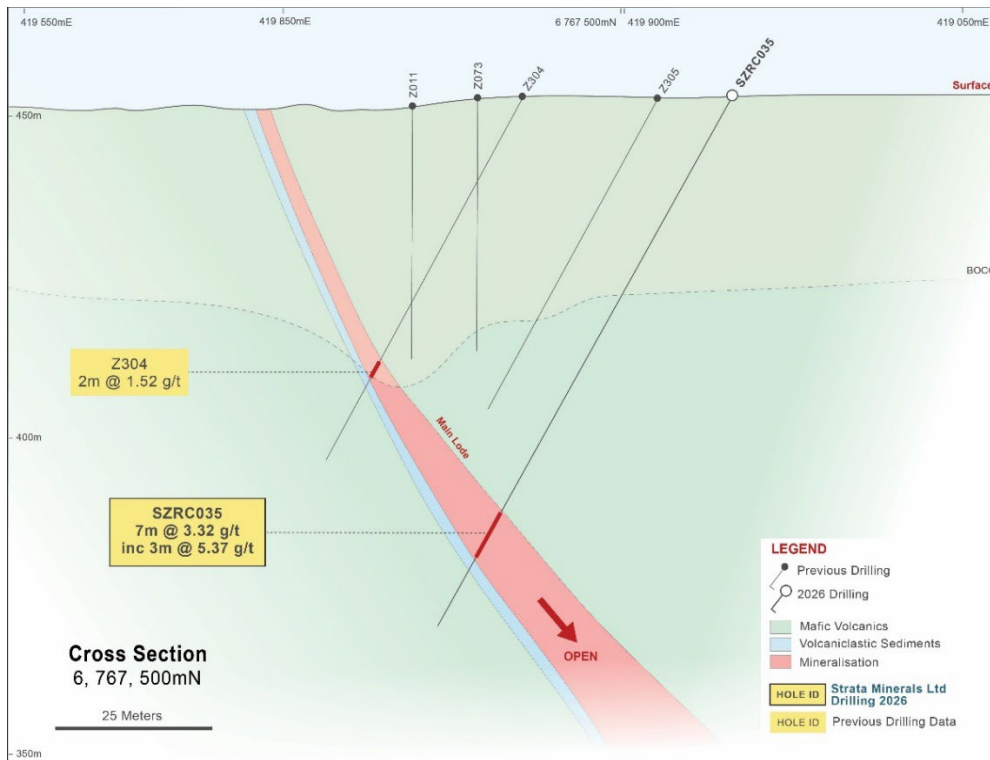 419 550mE
419 850mE
6 767 500mN
419 900mE
419 050mE
Z011
Z073
Z304
Z305
SZRC035
Surface
450m
BOCO
Z304
2m @ 1.52 g/t
400m
Main Lode
SZRC035
7m @ 3.32 g/t
inc 3m @ 5.37 g/t
OPEN
LEGEND
Previous Drilling
2026 Drilling
Mafic Volcanics
Volcaniclastic Sediments
Mineralisation
HOLE ID
Strata Minerals Ltd
Drilling 2026
HOLE ID
Previous Drilling Data
Cross Section
6, 767, 500mN
25 Meters
350m